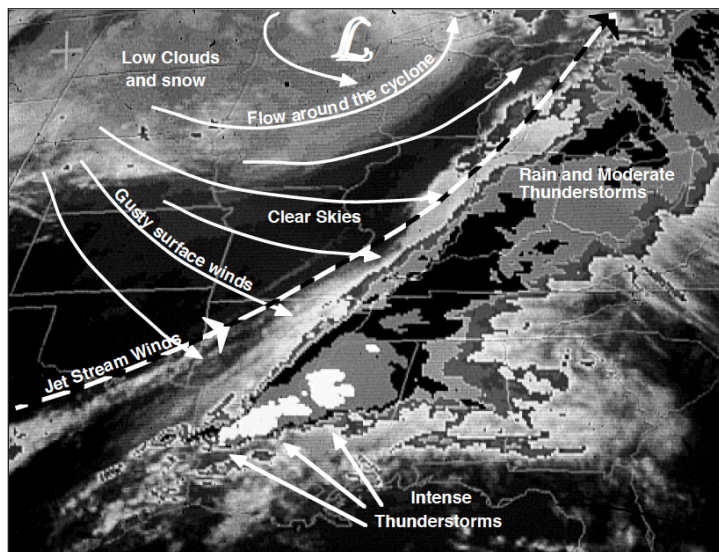 L
Low Clouds
and snow
Flow around the cyclone
Rain and Moderate
Thunderstorms
Clear Skies
Gusty surface winds
Jet Stream Winds
Intense
Thunderstorms